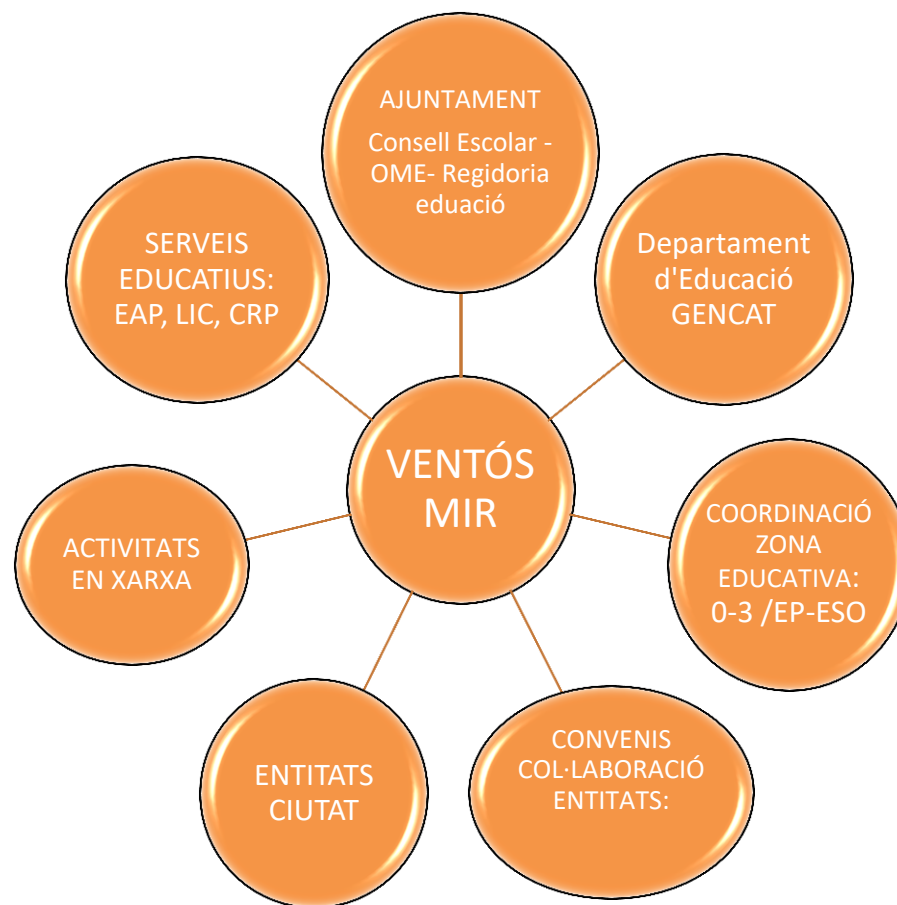 AJUNTAMENT
Consell Escolar -
OME- Regidoria
eduació
SERVEIS
EDUCATIUS:
EAP, LIC, CRP
Departament
d'Educació
GENCAT
VENTÓS
MIR
COORDINACIÓ
ZONA
EDUCATIVA:
0-3 /EP-ESO
ACTIVITATS
EN XARXA
CONVENIS
COL·LABORACIÓ
ENTITATS:
ENTITATS
CIUTAT